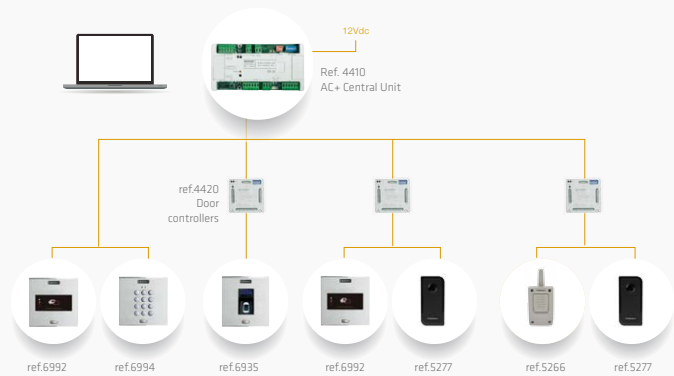 12Vdc
Ref. 4410
AC+ Central Unit
ref.4420
Door
controllers
ref.6992
ref.6994
ref.6935
ref.6992
ref.5277
ref.5266
ref.5277